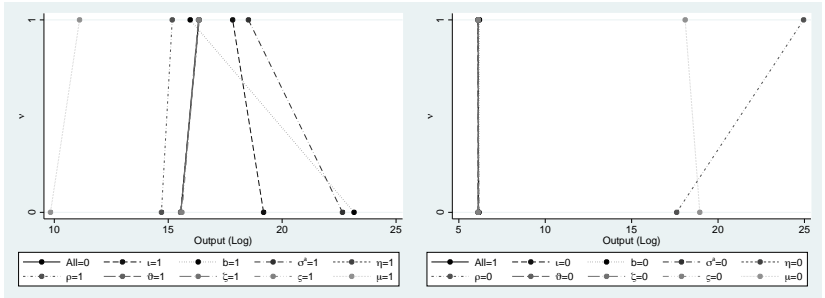 1
ν
0
10 15 20 25
Output (Log)
All=0 ι=1 b=1 σª=1 η=1
ρ=1 ϑ=1 ζ=1 ς=1 μ=1
1
ν
0
5 10 15 20 25
Output (Log)
All=1 ι=0 b=0 σª=0 η=0
ρ=0 ϑ=0 ζ=0 ς=0 μ=0